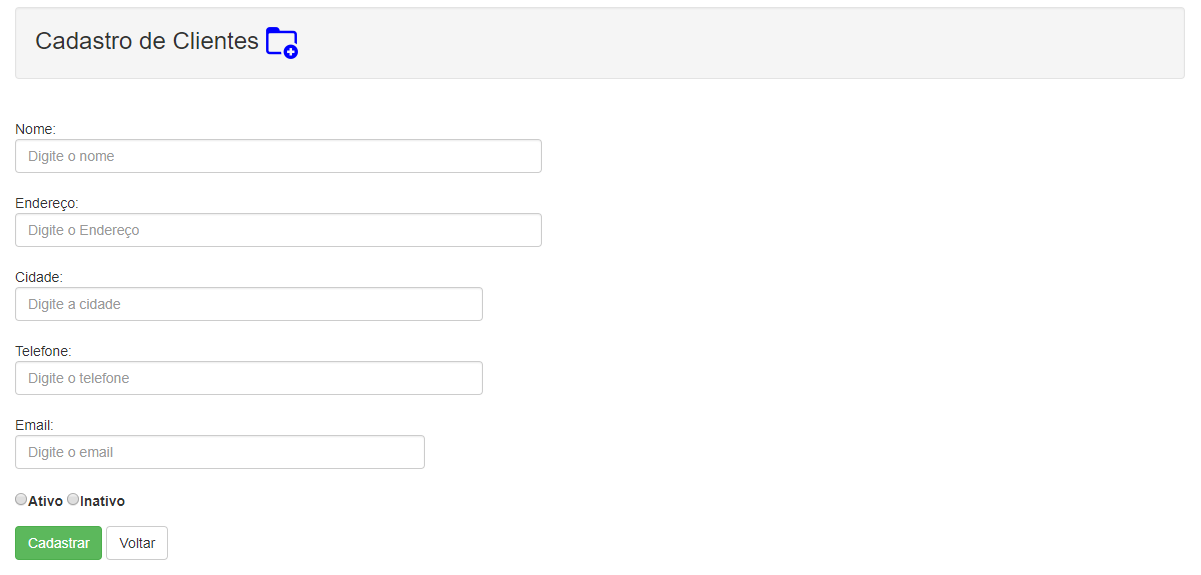 Cadastro de Clientes
Nome:
Digite o nome
Endereço:
Digite o Endereço
Cidade:
Digite a cidade
Telefone:
Digite o telefone
Email:
Digite o email
Ativo Inativo
Cadastrar Voltar